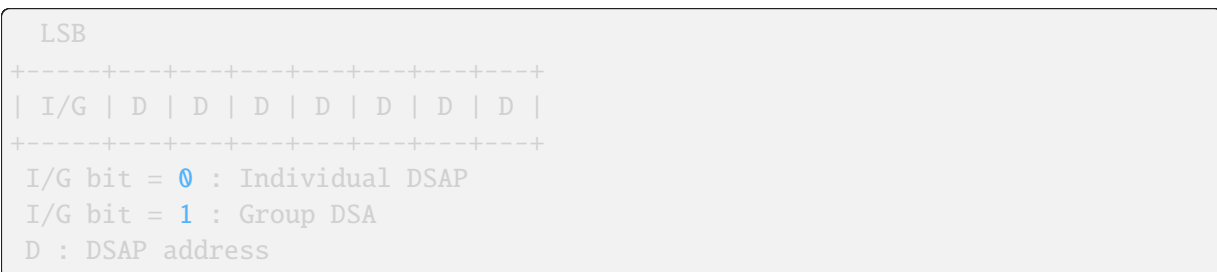 LSB
+-----+---+---+---+---+---+---+---+
| I/G | D | D | D | D | D | D | D |
+-----+---+---+---+---+---+---+---+
I/G bit = 0 : Individual DSAP
I/G bit = 1 : Group DSA
D : DSAP address